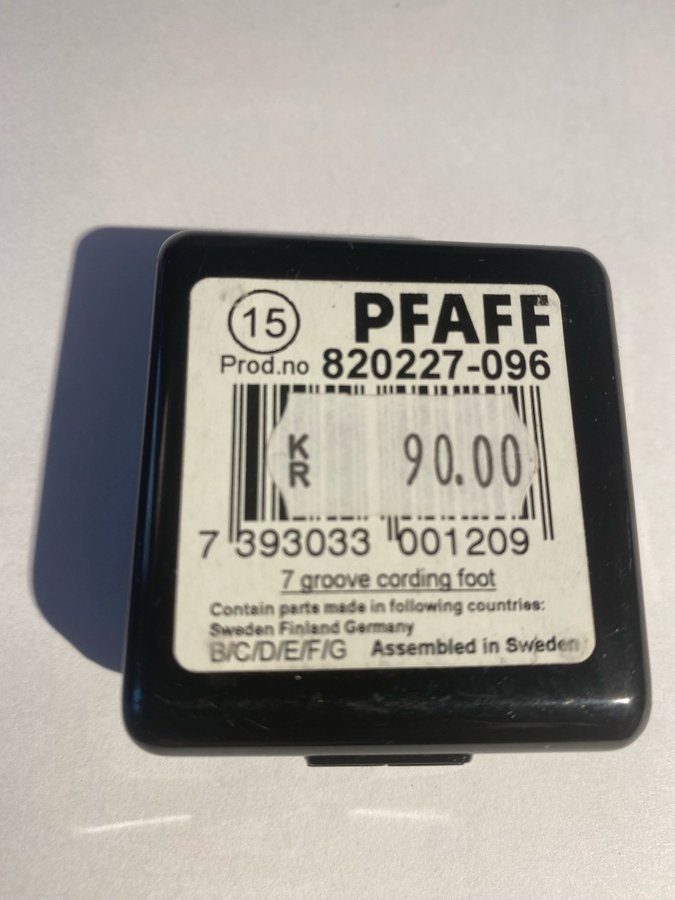 15 PFAFF
Prod.no 820227-096
KR 90.00
7 393033 001209
7 groove cording foot
Contain parts made in following countries:
Sweden Finland Germany
B/C/D/E/F/G Assembled in Sweden